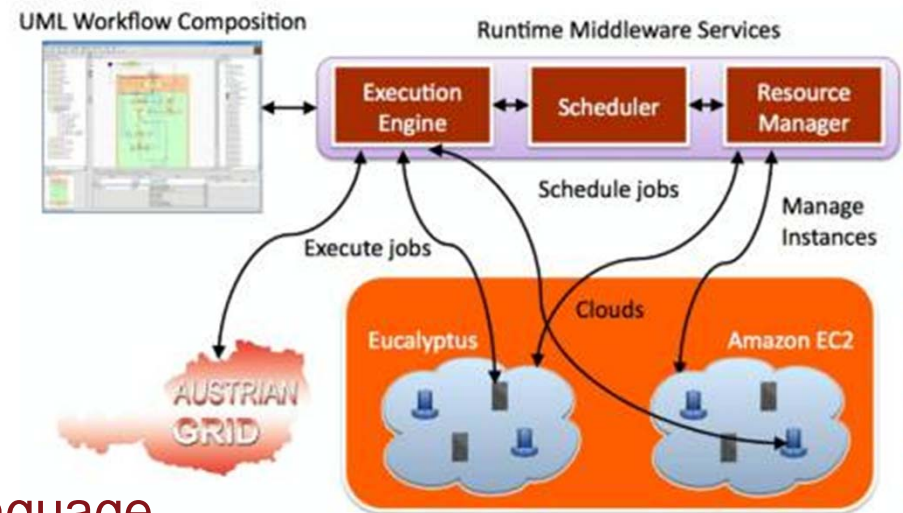 UML Workflow Composition
Runtime Middleware Services
Execution
Engine
Scheduler
Resource
Manager
Schedule jobs
Manage
Instances
Execute jobs
Clouds
Eucalyptus
Amazon EC2
AUSTRIAN
GRID